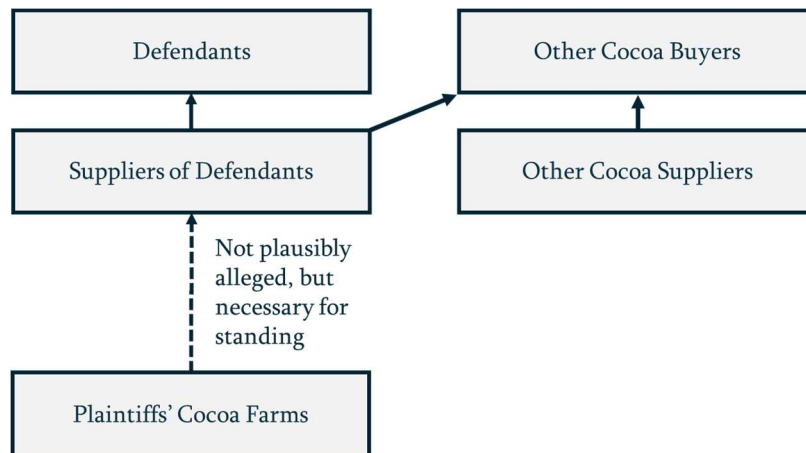 Defendants
Other Cocoa Buyers
Suppliers of Defendants
Other Cocoa Suppliers
Not plausibly
alleged, but
necessary for
standing
Plaintiffs’ Cocoa Farms